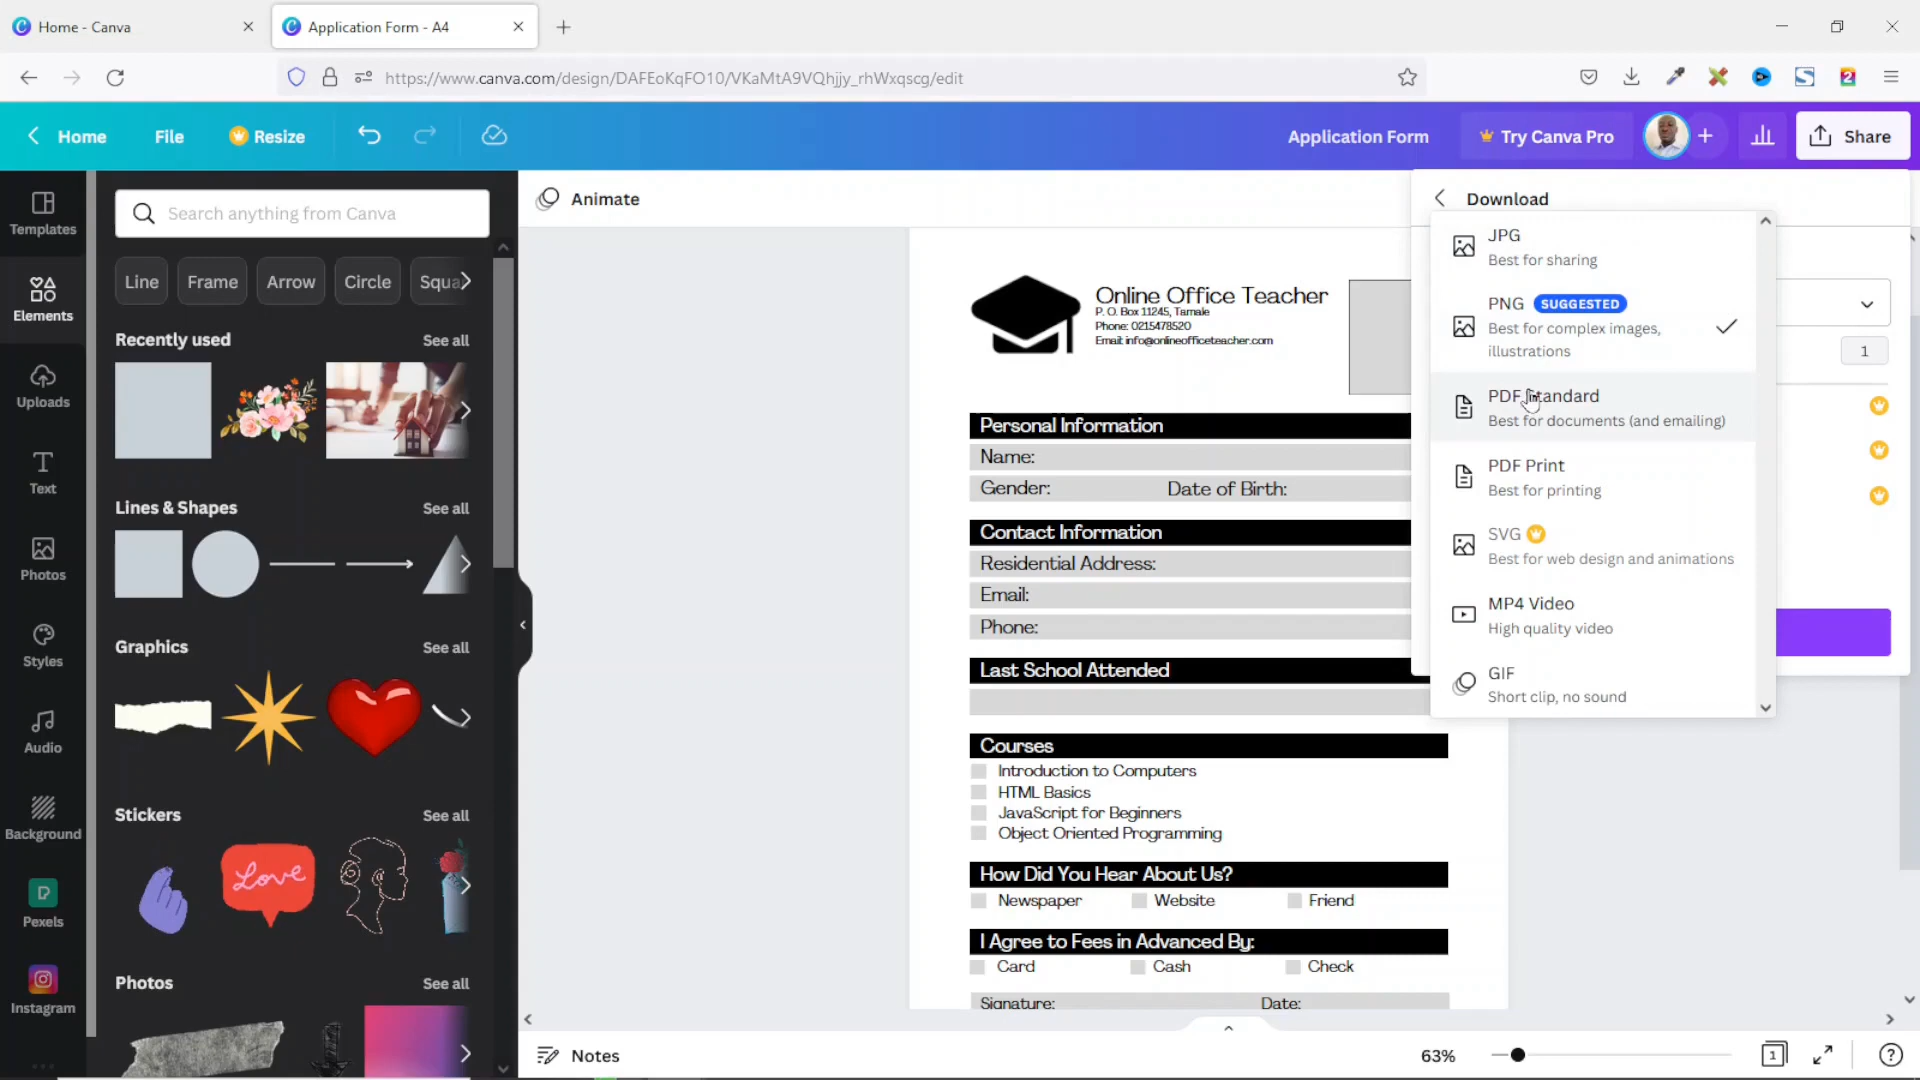 Home - Canva
Application Form - A4
https://www.canva.com/design/DAFEoKqFO10/VKaMtA9VQhjjy_rhWxqscg/edit
2
Home
File
Resize
Application Form
Try Canva Pro
Share
Templates
Elements
Uploads
Text
Photos
Styles
Audio
Background
Pexels
Instagram
Search anything from Canva
Line
Frame
Arrow
Circle
Squa
Recently used
See all
Lines & Shapes
See all
Graphics
See all
Stickers
See all
Love
Photos
See all
Animate
Online Office Teacher
P. O. Box 11245, Tamale
Phone: 0215478520
Email: info@onlineofficeteacher.com
Personal Information
Name:
Gender: Date of Birth:
Contact Information
Residential Address:
Email:
Phone:
Last School Attended
Courses
Introduction to Computers
HTML Basics
JavaScript for Beginners
Object Oriented Programming
How Did You Hear About Us?
Newspaper Website Friend
I Agree to Fees in Advanced By:
Card Cash Check
Signature: Date:
Download
JPG
Best for sharing
PNG SUGGESTED
Best for complex images,
illustrations
PDF Standard
Best for documents (and emailing)
PDF Print
Best for printing
SVG
Best for web design and animations
MP4 Video
High quality video
GIF
Short clip, no sound
1
Notes
63%
1
?